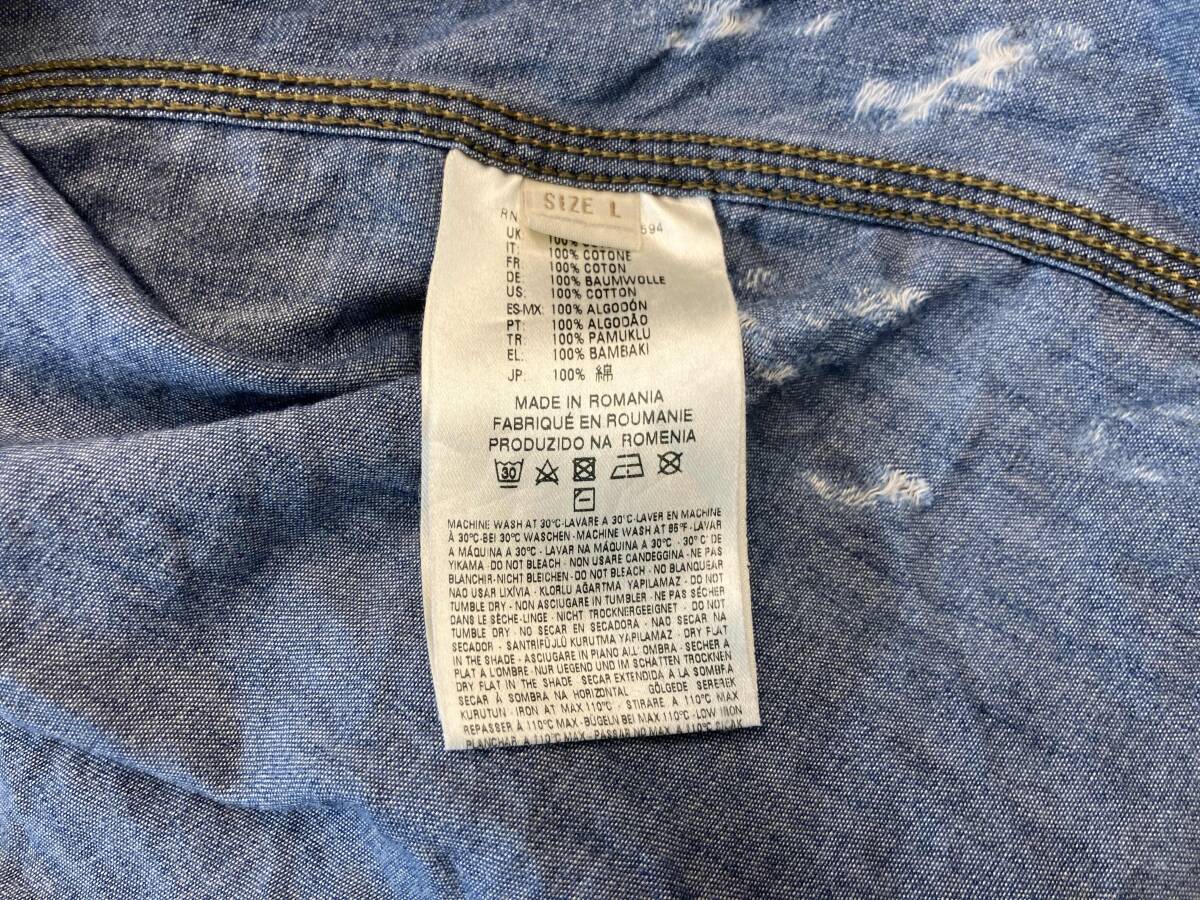 SIZE L
RN
594
UK: 100%
IT: 100% COTONE
FR: 100% COTON
DE: 100% BAUMWOLLE
US: 100% COTTON
ES-MX: 100% ALGODÓN
PT: 100% ALGODÃO
TR: 100% PAMUKLU
EL: 100% BAMBAKI
JP: 100% 綿
MADE IN ROMANIA
FABRIQUÉ EN ROUMANIE
PRODUZIDO NA ROMENIA
30
MACHINE WASH AT 30°C-LAVARE A 30°C-LAVER EN MACHINE
À 30°C-BEI 30°C WASCHEN-MACHINE WASH AT 86°F-LAVAR
A MÁQUINA A 30°C - LAVAR NA MÁQUINA A 30°C - 30°C' DE
YIKAMA - DO NOT BLEACH - NON USARE CANDEGGINA - NE PAS
BLANCHIR-NICHT BLEICHEN-DO NOT BLEACH - NO BLANQUEAR
NAO USAR LIXÍVIA - KLORLU AĞARTMA YAPILAMAZ - DO NOT
TUMBLE DRY - NON ASCIUGARE IN TUMBLER - NE PAS SÉCHER
DANS LE SÈCHE-LINGE - NICHT TROCKNERGEEIGNET - DO NOT
TUMBLE DRY - NO SECAR EN SECADORA - NAO SECAR NA
SECADOR - SANTRIFÜJLÜ KURUTMA YAPILAMAZ - DRY FLAT
IN THE SHADE - ASCIUGARE IN PIANO ALL' OMBRA - SÉCHER À
PLAT A L'OMBRE - NUR LIEGEND UND IM SCHATTEN TROCKNEN
DRY FLAT IN THE SHADE SECAR EXTENDIDA A LA SOMBRA
SECAR À SOMBRA NA HORIZONTAL GÖLGEDE SEREREK
KURUTUN - IRON AT MAX 110°C - STIRARE A 110°C MAX
REPASSER À 110°C MAX - BÜGELN BEI MAX 110°C - LOW IRON
PLANCHAR A 110°C MAX - PASSAR NO MAX A 110°C SICAK